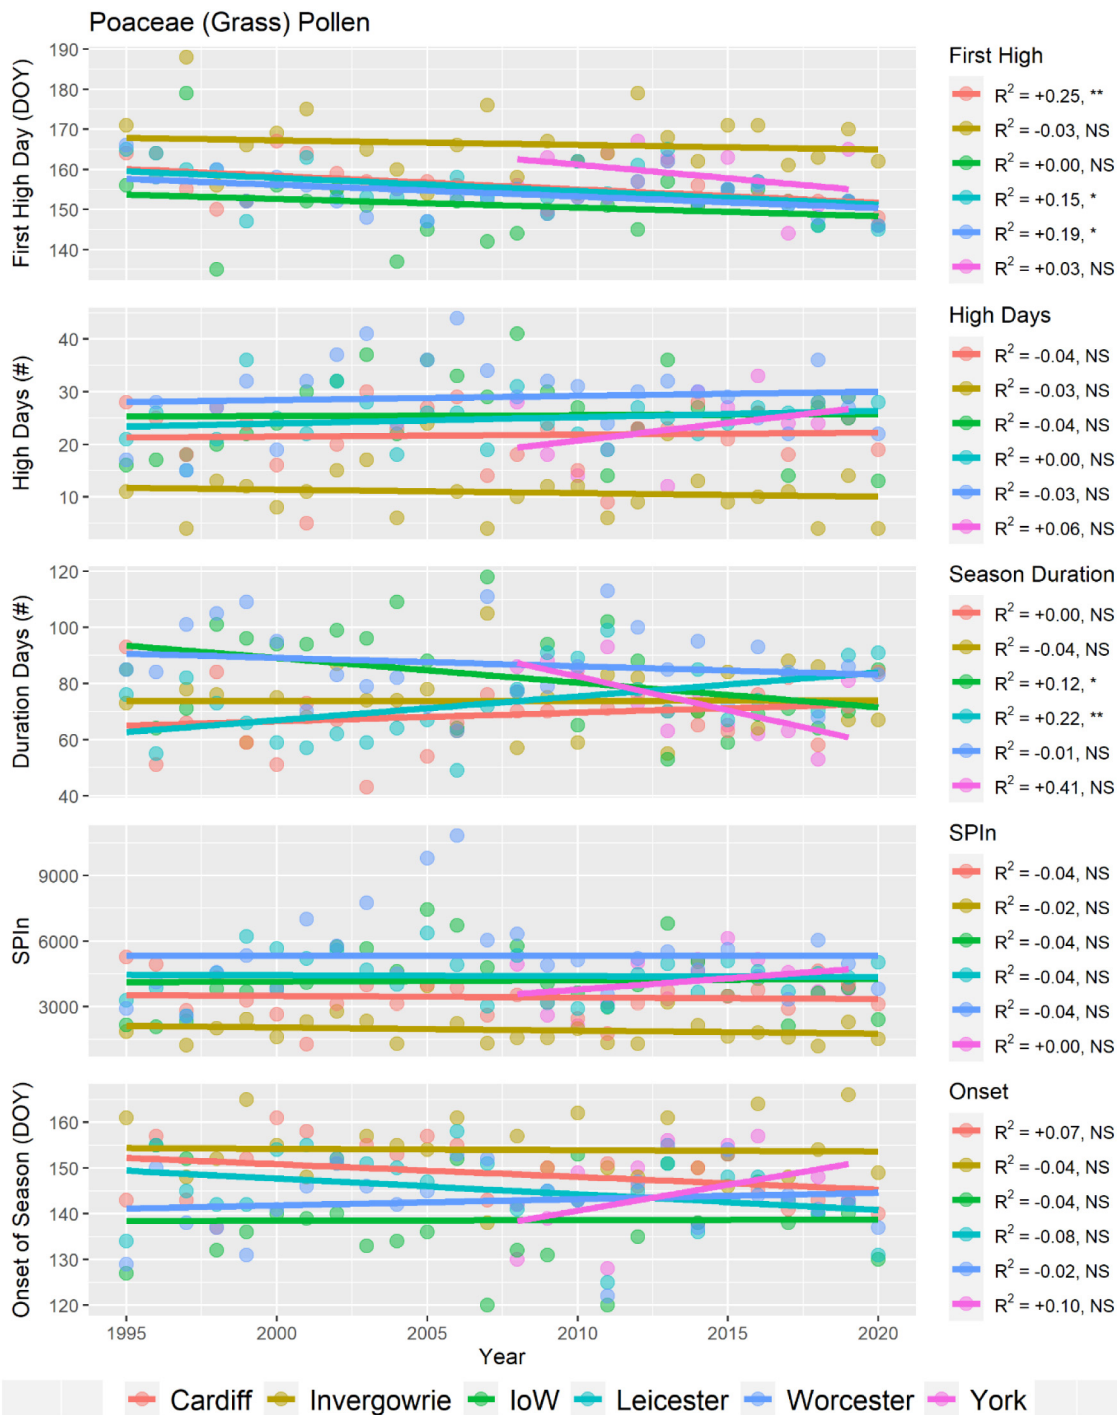 Poaceae (Grass) Pollen
First High Day (DOY)
190
180
170
160
150
140
First High
R² = +0.25, **
R² = -0.03, NS
R² = +0.00, NS
R² = +0.15, *
R² = +0.19, *
R² = +0.03, NS
High Days (#)
40
30
20
10
High Days
R² = -0.04, NS
R² = -0.03, NS
R² = -0.04, NS
R² = +0.00, NS
R² = -0.03, NS
R² = +0.06, NS
Duration Days (#)
120
100
80
60
40
Season Duration
R² = +0.00, NS
R² = -0.04, NS
R² = +0.12, *
R² = +0.22, **
R² = -0.01, NS
R² = +0.41, NS
SPIn
9000
6000
3000
SPIn
R² = -0.04, NS
R² = -0.02, NS
R² = -0.04, NS
R² = -0.04, NS
R² = -0.04, NS
R² = +0.00, NS
Onset of Season (DOY)
160
150
140
130
120
Onset
R² = +0.07, NS
R² = -0.04, NS
R² = -0.04, NS
R² = -0.08, NS
R² = -0.02, NS
R² = +0.10, NS
1995 2000 2005 2010 2015 2020
Year
Cardiff Invergowrie IoW Leicester Worcester York